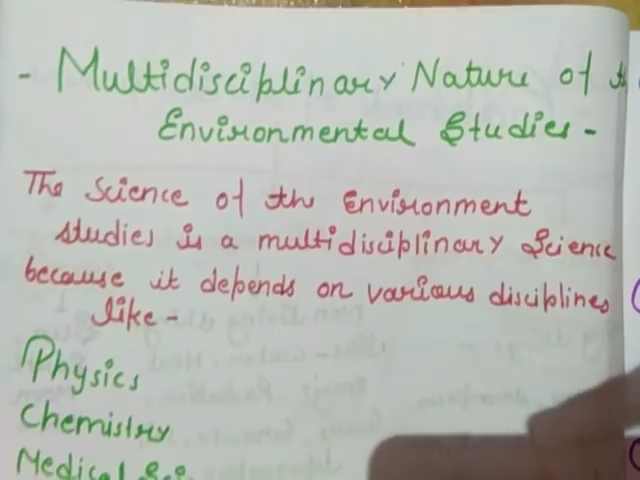 - Multidisciplinary Nature of
Environmental Studies -
The Science of the Environment
studies is a multidisciplinary Science
because it depends on various disciplines
like -
Physics
Chemistry
Medical